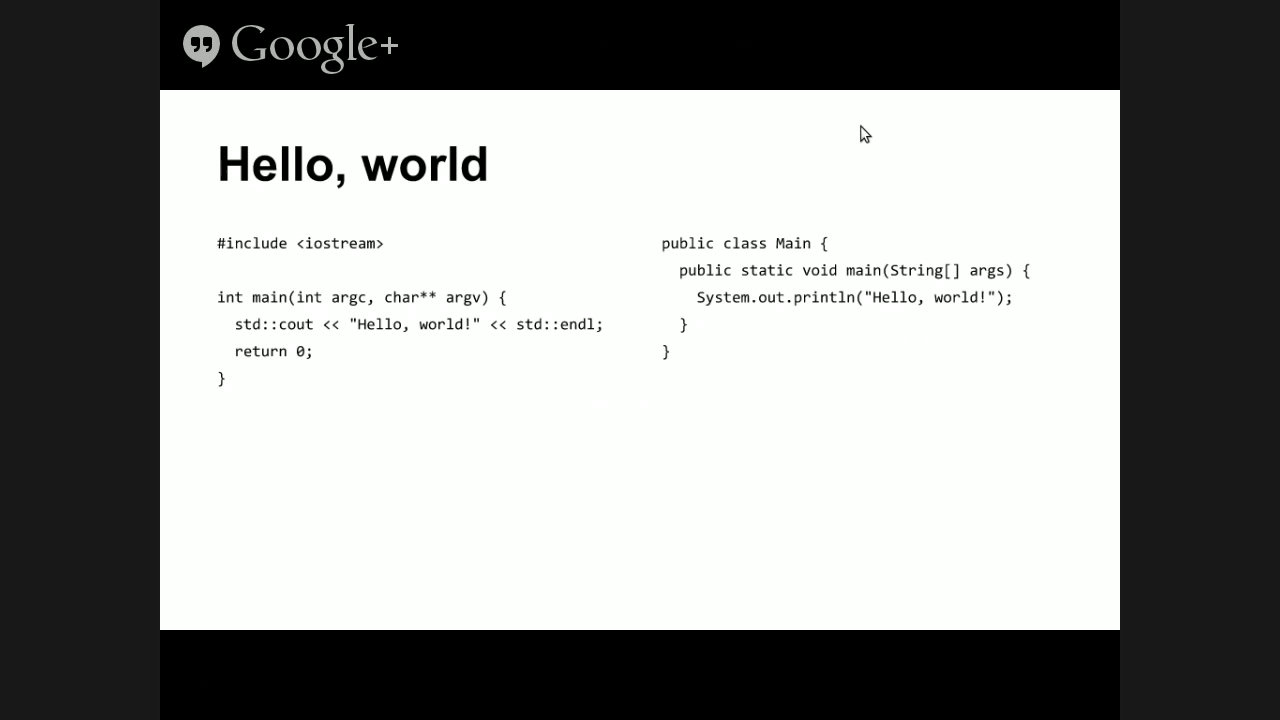 Google+
Hello, world
#include <iostream>
int main(int argc, char** argv) {
  std::cout << "Hello, world!" << std::endl;
  return 0;
}
public class Main {
  public static void main(String[] args) {
    System.out.println("Hello, world!");
  }
}